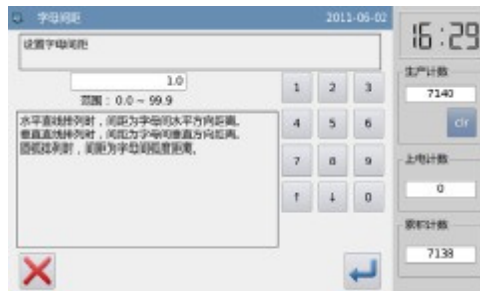 字母间距 2011-06-02
设置字母间距
1.0
范围：0.0 ~ 99.9
水平直线排列时，间距为字母间水平方向距离。
垂直直线排列时，间距为字母间垂直方向距离。
圆弧排列时，间距为字母间弧度距离。
1 2 3
4 5 6
7 8 9
↑ ↓ 0
16:29
生产计数
7140
clr
上电计数
0
累积计数
7138